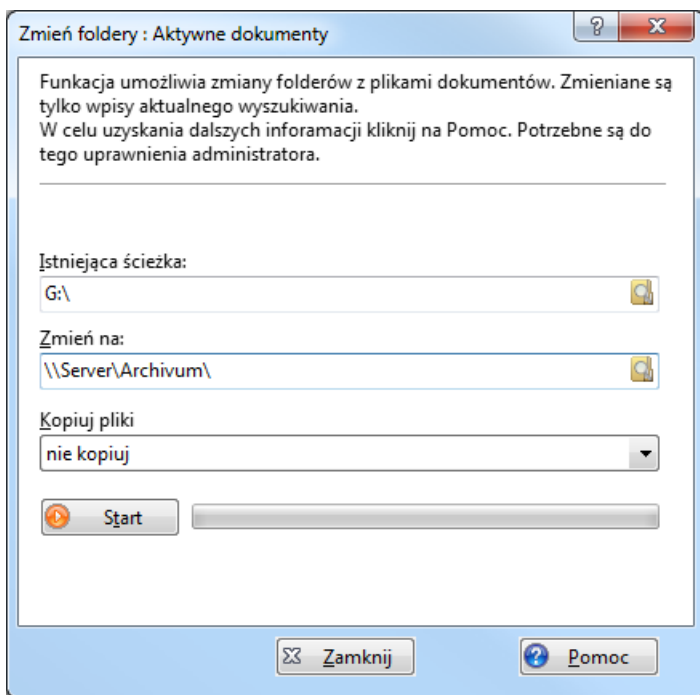 Zmień foldery : Aktywne dokumenty
Funkacja umożliwia zmiany folderów z plikami dokumentów. Zmieniane są
tylko wpisy aktualnego wyszukiwania.
W celu uzyskania dalszych inforamacji kliknij na Pomoc. Potrzebne są do
tego uprawnienia administratora.
Istniejąca ścieżka:
G:\
Zmień na:
\\Server\Archivum\
Kopiuj pliki
nie kopiuj
Start
Zamknij
Pomoc